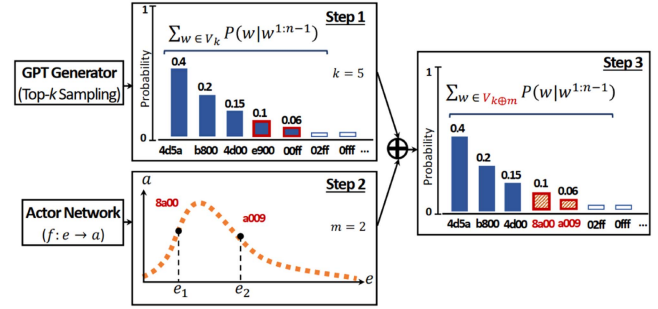 GPT Generator
(Top-k Sampling)
Step 1
∑w ∈ Vk P(w|w1:n−1)
Probability
1
0
0.4
0.2
0.15
0.1
0.06
k = 5
4d5a b800 4d00 e900 00ff 02ff 0fff ...
Actor Network
(f: e → a)
Step 2
a
8a00
a009
m = 2
e1
e2
e
Step 3
∑w ∈ Vk⊕m P(w|w1:n−1)
Probability
1
0
0.4
0.2
0.15
0.1
0.06
4d5a b800 4d00 8a00 a009 02ff 0fff ...